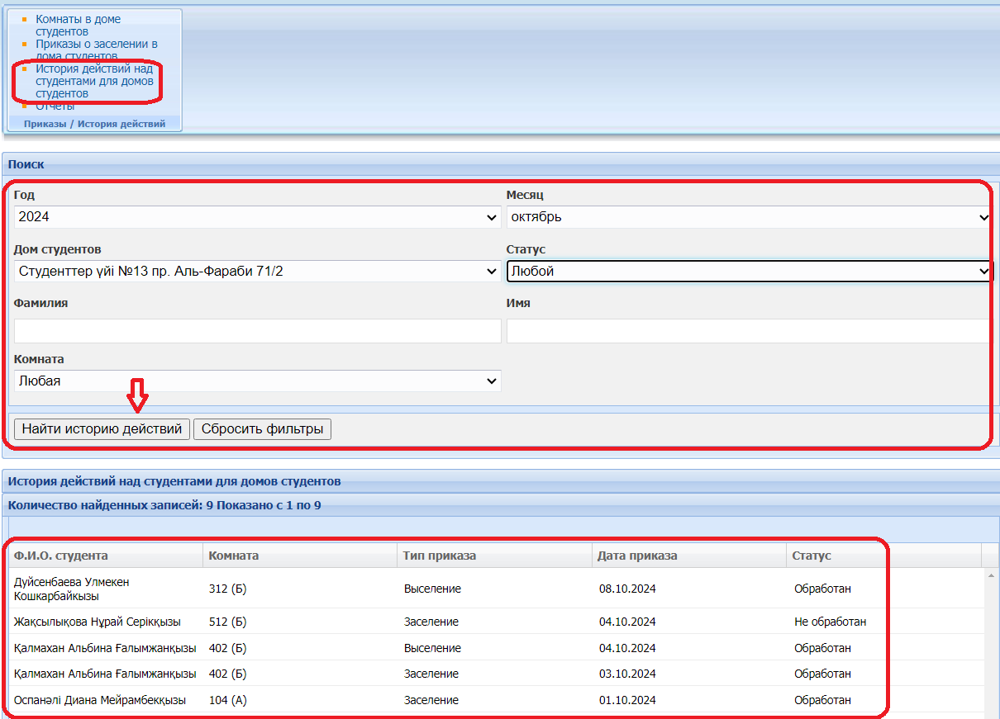 Комнаты в доме
студентов
Приказы о заселении в
дома студентов
История действий над
студентами для домов
студентов
Отчеты
Приказы / История действий
Поиск
Год
Месяц
2024
октябрь
Дом студентов
Статус
Студенттер үйі №13 пр. Аль-Фараби 71/2
Любой
Фамилия
Имя
Комната
Любая
Найти историю действий
Сбросить фильтры
История действий над студентами для домов студентов
Количество найденных записей: 9 Показано с 1 по 9
Ф.И.О. студента Комната Тип приказа Дата приказа Статус
Дуйсенбаева Улмекен
Кошкарбайкызы
312 (Б) Выселение 08.10.2024 Обработан
Жақсылықова Нұрай Серікқызы 512 (Б) Заселение 04.10.2024 Не обработан
Қалмахан Альбина Ғалымжанқызы 402 (Б) Выселение 04.10.2024 Обработан
Қалмахан Альбина Ғалымжанқызы 402 (Б) Заселение 03.10.2024 Обработан
Оспанәлі Диана Мейрамбекқызы 104 (А) Заселение 01.10.2024 Обработан